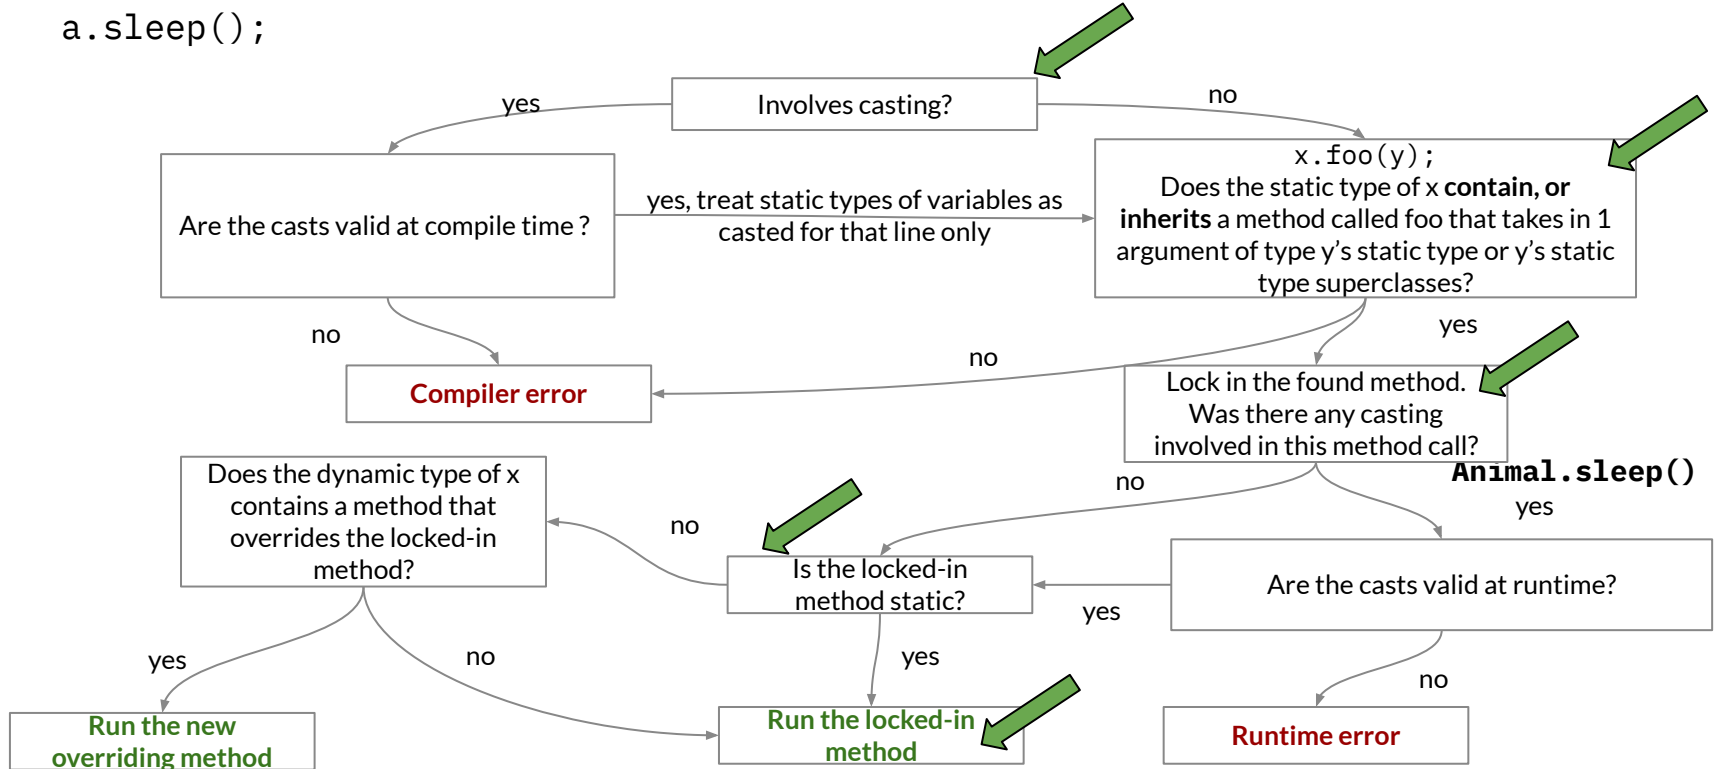 a.sleep();
Involves casting?
yes
no
Are the casts valid at compile time ?
yes, treat static types of variables as
casted for that line only
x.foo(y);
Does the static type of x contain, or
inherits a method called foo that takes in 1
argument of type y’s static type or y’s static
type superclasses?
no
no
yes
Compiler error
Lock in the found method.
Was there any casting
involved in this method call?
Animal.sleep()
no
yes
Does the dynamic type of x
contains a method that
overrides the locked-in
method?
no
Is the locked-in
method static?
yes
Are the casts valid at runtime?
yes
no
yes
no
Run the new
overriding method
Run the locked-in
method
Runtime error